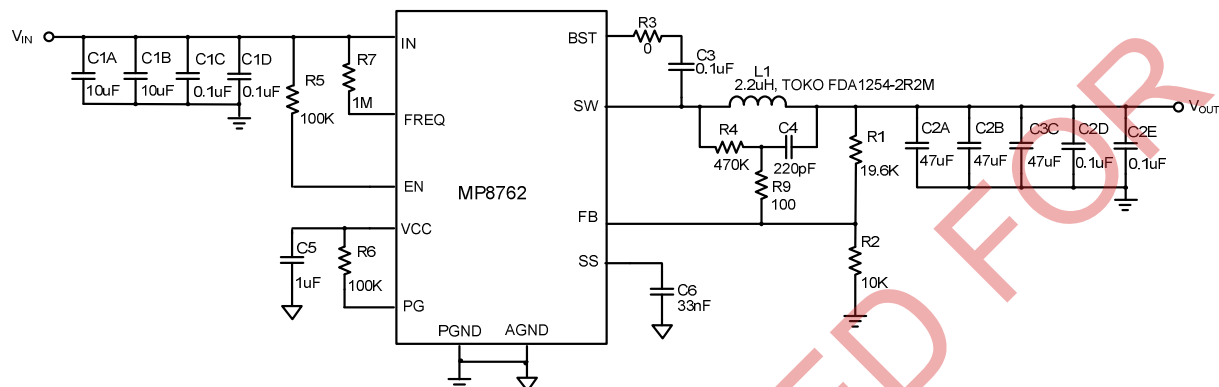 VIN
C1A
10uF
C1B
10uF
C1C
0.1uF
C1D
0.1uF
R5
100K
R7
1M
IN
FREQ
EN
VCC
PG
PGND
AGND
MP8762
BST
SW
FB
SS
C5
1uF
R6
100K
R3
0
C3
0.1uF
L1
2.2uH, TOKO FDA1254-2R2M
R4
470K
C4
220pF
R9
100
R1
19.6K
R2
10K
C6
33nF
C2A
47uF
C2B
47uF
C3C
47uF
C2D
0.1uF
C2E
0.1uF
VOUT
ED FOR